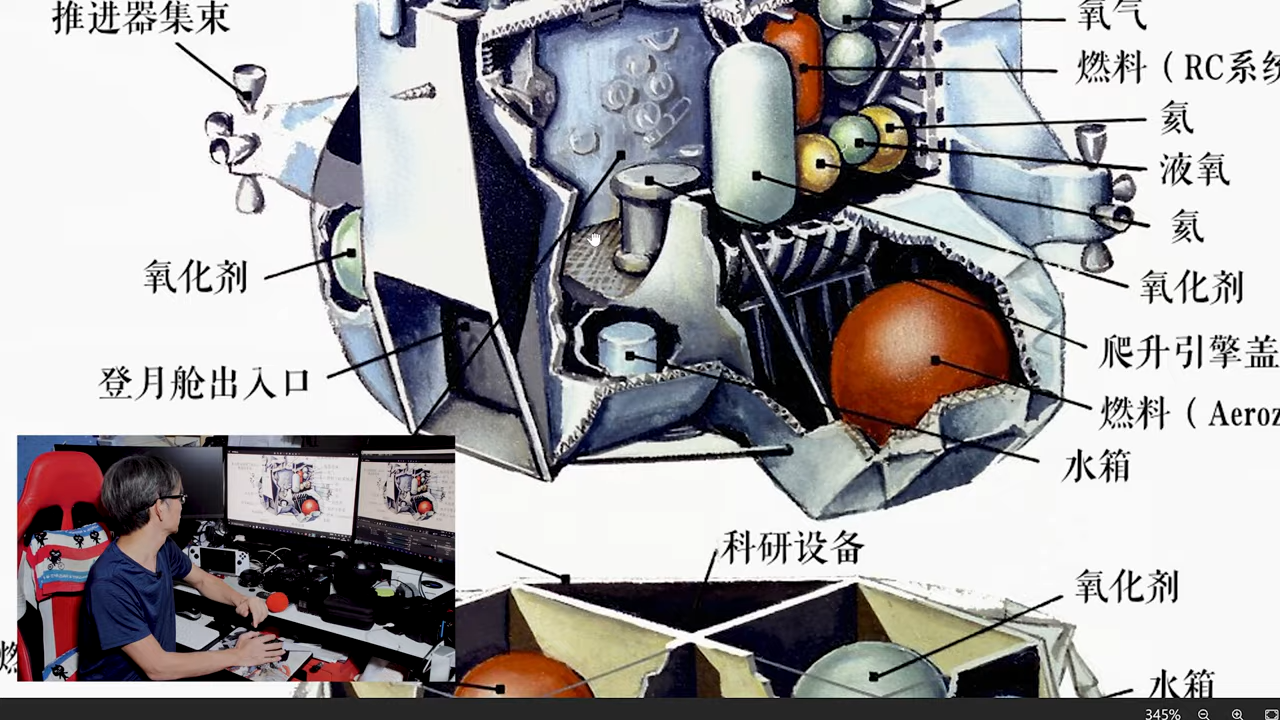 推进器集束
氧气
燃料（RC系统
氦
液氧
氦
氧化剂
氧化剂
爬升引擎盖
登月舱出入口
燃料（Aeroz
水箱
科研设备
氧化剂
燃
水箱
345%